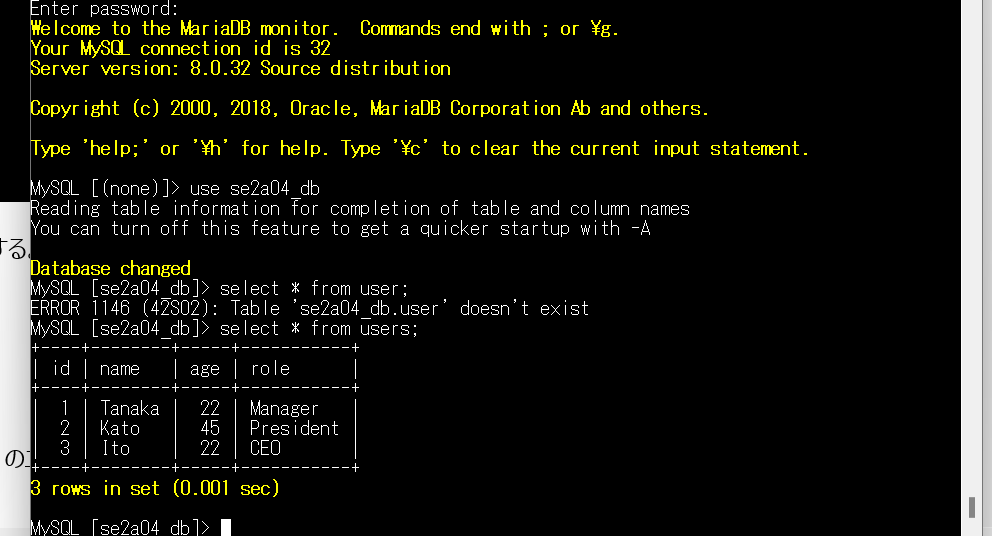 Enter password:
Welcome to the MariaDB monitor.  Commands end with ; or ¥g.
Your MySQL connection id is 32
Server version: 8.0.32 Source distribution
Copyright (c) 2000, 2018, Oracle, MariaDB Corporation Ab and others.
Type 'help;' or '¥h' for help. Type '¥c' to clear the current input statement.
MySQL [(none)]> use se2a04_db
Reading table information for completion of table and column names
You can turn off this feature to get a quicker startup with -A
する。
Database changed
MySQL [se2a04_db]> select * from user;
ERROR 1146 (42S02): Table 'se2a04_db.user' doesn't exist
MySQL [se2a04_db]> select * from users;
+----+--------+-----+-----------+
| id | name   | age | role      |
+----+--------+-----+-----------+
|  1 | Tanaka |  22 | Manager   |
|  2 | Kato   |  45 | President |
|  3 | Ito    |  22 | CEO       |
+----+--------+-----+-----------+
の
3 rows in set (0.001 sec)
MySQL [se2a04_db]>